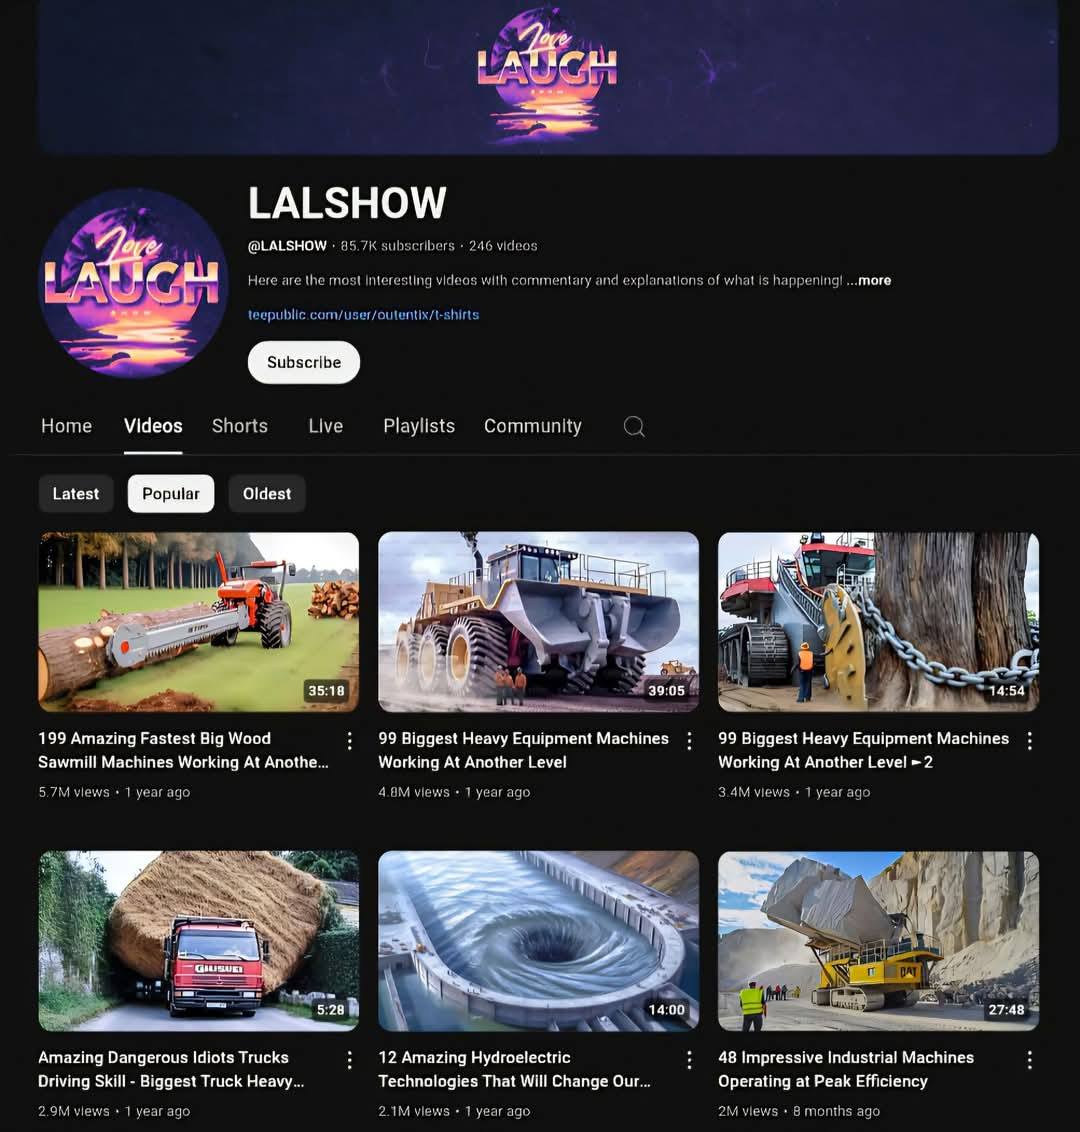 Love
LAUGH
SHOW
Love
LAUGH
SHOW
LALSHOW
@LALSHOW · 85.7K subscribers · 246 videos
Here are the most interesting videos with commentary and explanations of what is happening! ...more
teepublic.com/user/outentix/t-shirts
Subscribe
Home Videos Shorts Live Playlists Community
Latest Popular Oldest
35:18 39:05 14:54
199 Amazing Fastest Big Wood
Sawmill Machines Working At Anothe...
5.7M views • 1 year ago
99 Biggest Heavy Equipment Machines
Working At Another Level
4.8M views • 1 year ago
99 Biggest Heavy Equipment Machines
Working At Another Level ►2
3.4M views • 1 year ago
5:28 14:00 27:48
Amazing Dangerous Idiots Trucks
Driving Skill - Biggest Truck Heavy...
2.9M views • 1 year ago
12 Amazing Hydroelectric
Technologies That Will Change Our...
2.1M views • 1 year ago
48 Impressive Industrial Machines
Operating at Peak Efficiency
2M views • 8 months ago